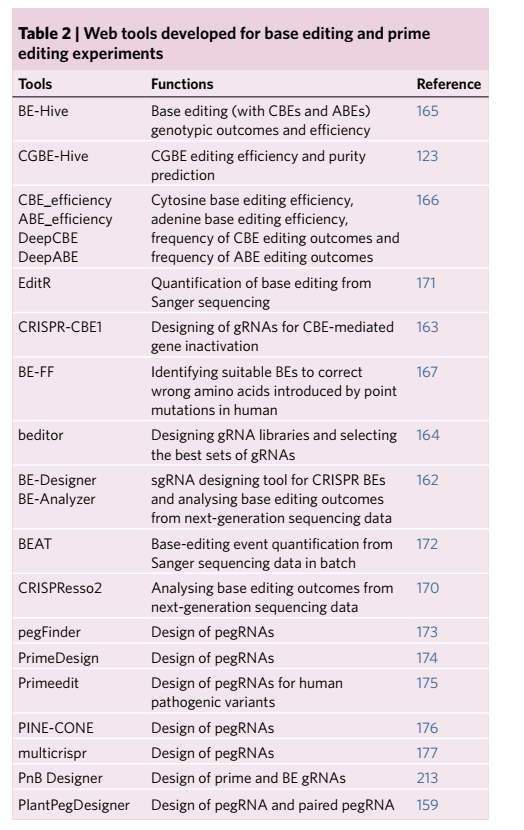 Table 2 | Web tools developed for base editing and prime
editing experiments
Tools Functions Reference
BE-Hive Base editing (with CBEs and ABEs) 165
genotypic outcomes and efficiency
CGBE-Hive CGBE editing efficiency and purity 123
prediction
CBE_efficiency Cytosine base editing efficiency, 166
ABE_efficiency adenine base editing efficiency,
DeepCBE frequency of CBE editing outcomes and
DeepABE frequency of ABE editing outcomes
EditR Quantification of base editing from 171
Sanger sequencing
CRISPR-CBE1 Designing of gRNAs for CBE-mediated 163
gene inactivation
BE-FF Identifying suitable BEs to correct 167
wrong amino acids introduced by point
mutations in human
beditor Designing gRNA libraries and selecting 164
the best sets of gRNAs
BE-Designer sgRNA designing tool for CRISPR BEs 162
BE-Analyzer and analysing base editing outcomes
from next-generation sequencing data
BEAT Base-editing event quantification from 172
Sanger sequencing data in batch
CRISPResso2 Analysing base editing outcomes from 170
next-generation sequencing data
pegFinder Design of pegRNAs 173
PrimeDesign Design of pegRNAs 174
Primeedit Design of pegRNAs for human 175
pathogenic variants
PINE-CONE Design of pegRNAs 176
multicrispr Design of pegRNAs 177
PnB Designer Design of prime and BE gRNAs 213
PlantPegDesigner Design of pegRNA and paired pegRNA 159